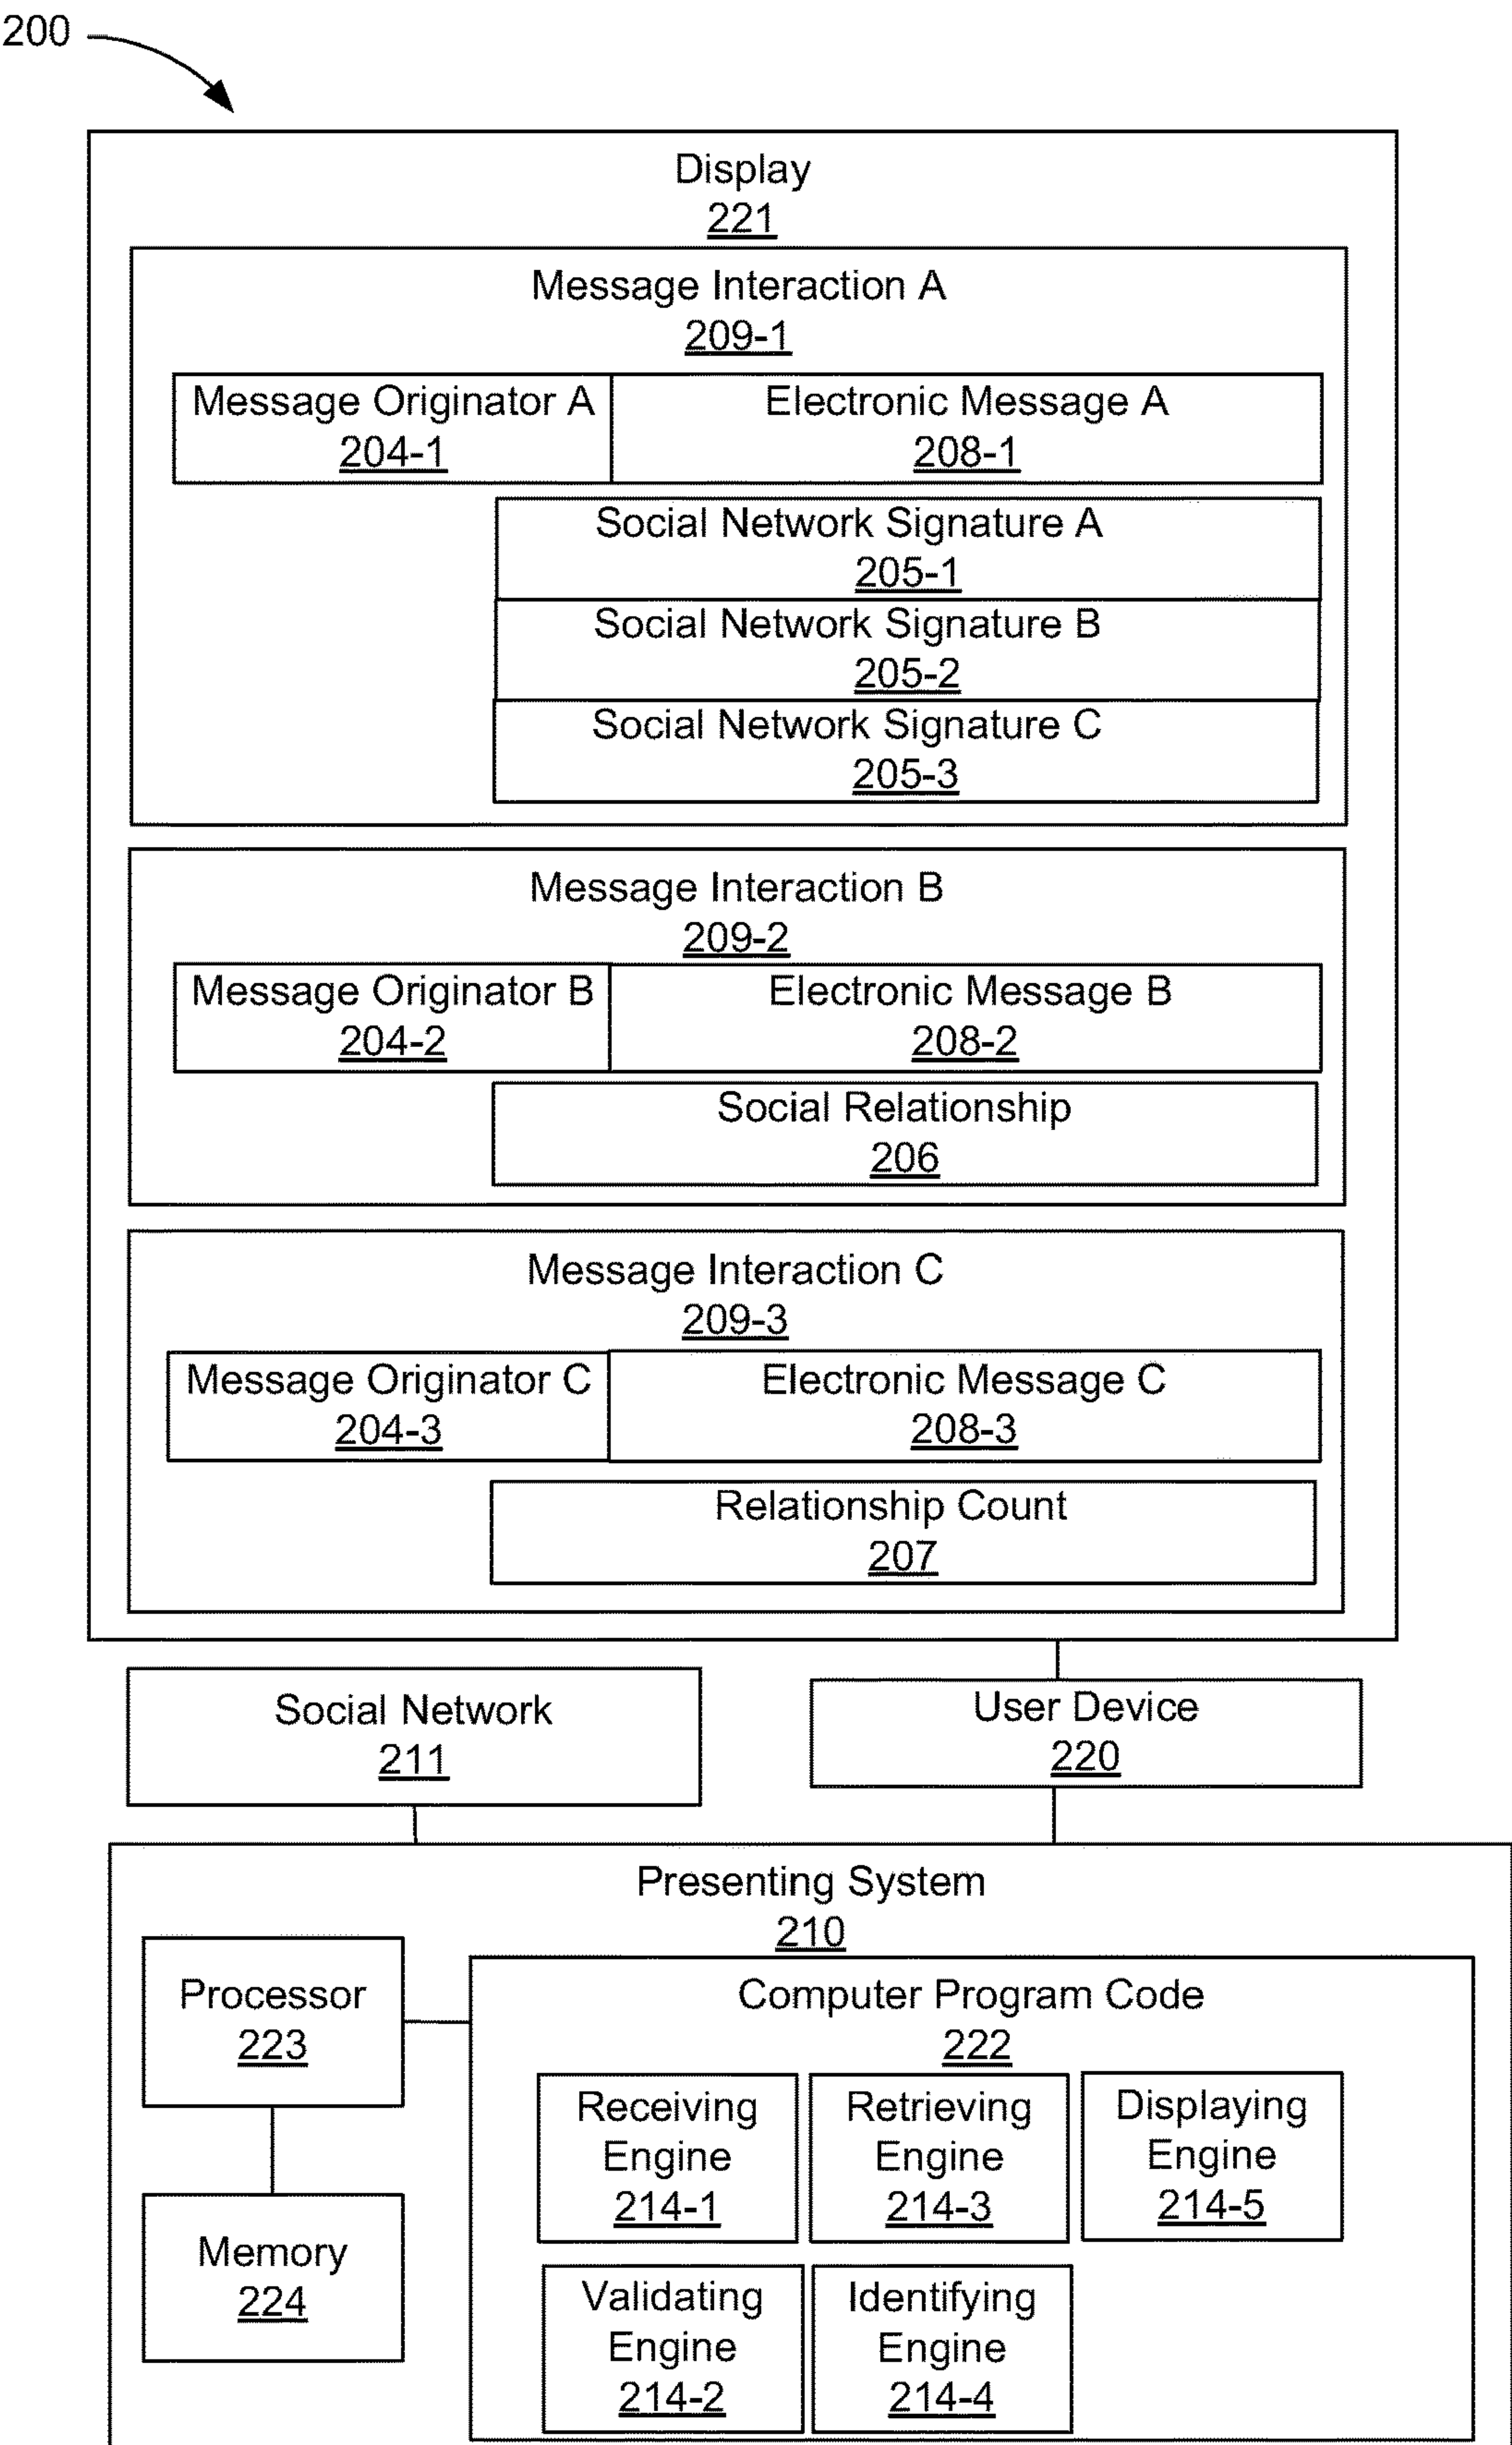 200
Display
221
Message Interaction A
209-1
Message Originator A
204-1
Electronic Message A
208-1
Social Network Signature A
205-1
Social Network Signature B
205-2
Social Network Signature C
205-3
Message Interaction B
209-2
Message Originator B
204-2
Electronic Message B
208-2
Social Relationship
206
Message Interaction C
209-3
Message Originator C
204-3
Electronic Message C
208-3
Relationship Count
207
Social Network
211
User Device
220
Presenting System
210
Processor
223
Memory
224
Computer Program Code
222
Receiving
Engine
214-1
Retrieving
Engine
214-3
Displaying
Engine
214-5
Validating
Engine
214-2
Identifying
Engine
214-4